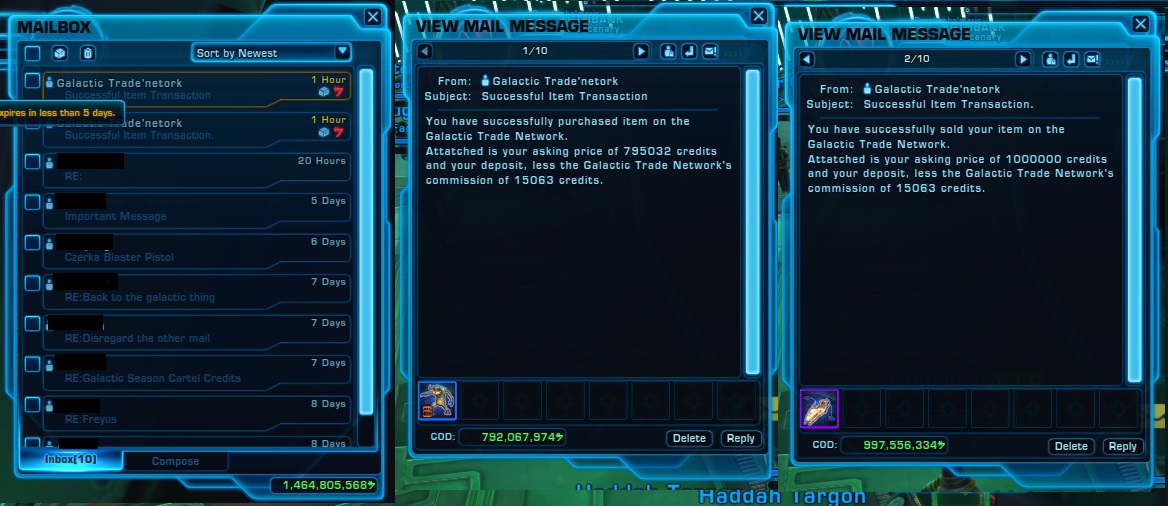 MAILBOX
Sort by Newest
Galactic Trade'netork
1 Hour
Successful Item Transaction
xpires in less than 5 days.
de'netork
1 Hour
Successful Item Transaction.
20 Hours
RE:
5 Days
Important Message
6 Days
Czerka Blaster Pistol
7 Days
RE:Back to the galactic thing
7 Days
RE:Disregard the other mail
7 Days
RE:Galactic Season Cartel Credits
8 Days
RE:Freyus
8 Days
Inbox[10]
Compose
1,464,805,568
VIEW MAIL MESSAGE
1/10
From: Galactic Trade'netork
Subject: Successful Item Transaction
You have successfully purchased item on the
Galactic Trade Network.
Attatched is your asking price of 795032 credits
and your deposit, less the Galactic Trade Network's
commission of 15063 credits.
COD: 792,067,974
Delete
Reply
VIEW MAIL MESSAGE
2/10
From: Galactic Trade'netork
Subject: Successful Item Transaction.
You have successfully sold your item on the
Galactic Trade Network.
Attatched is your asking price of 1000000 credits
and your deposit, less the Galactic Trade Network's
commission of 15063 credits.
COD: 997,556,334
Delete
Reply
Haddah Targon